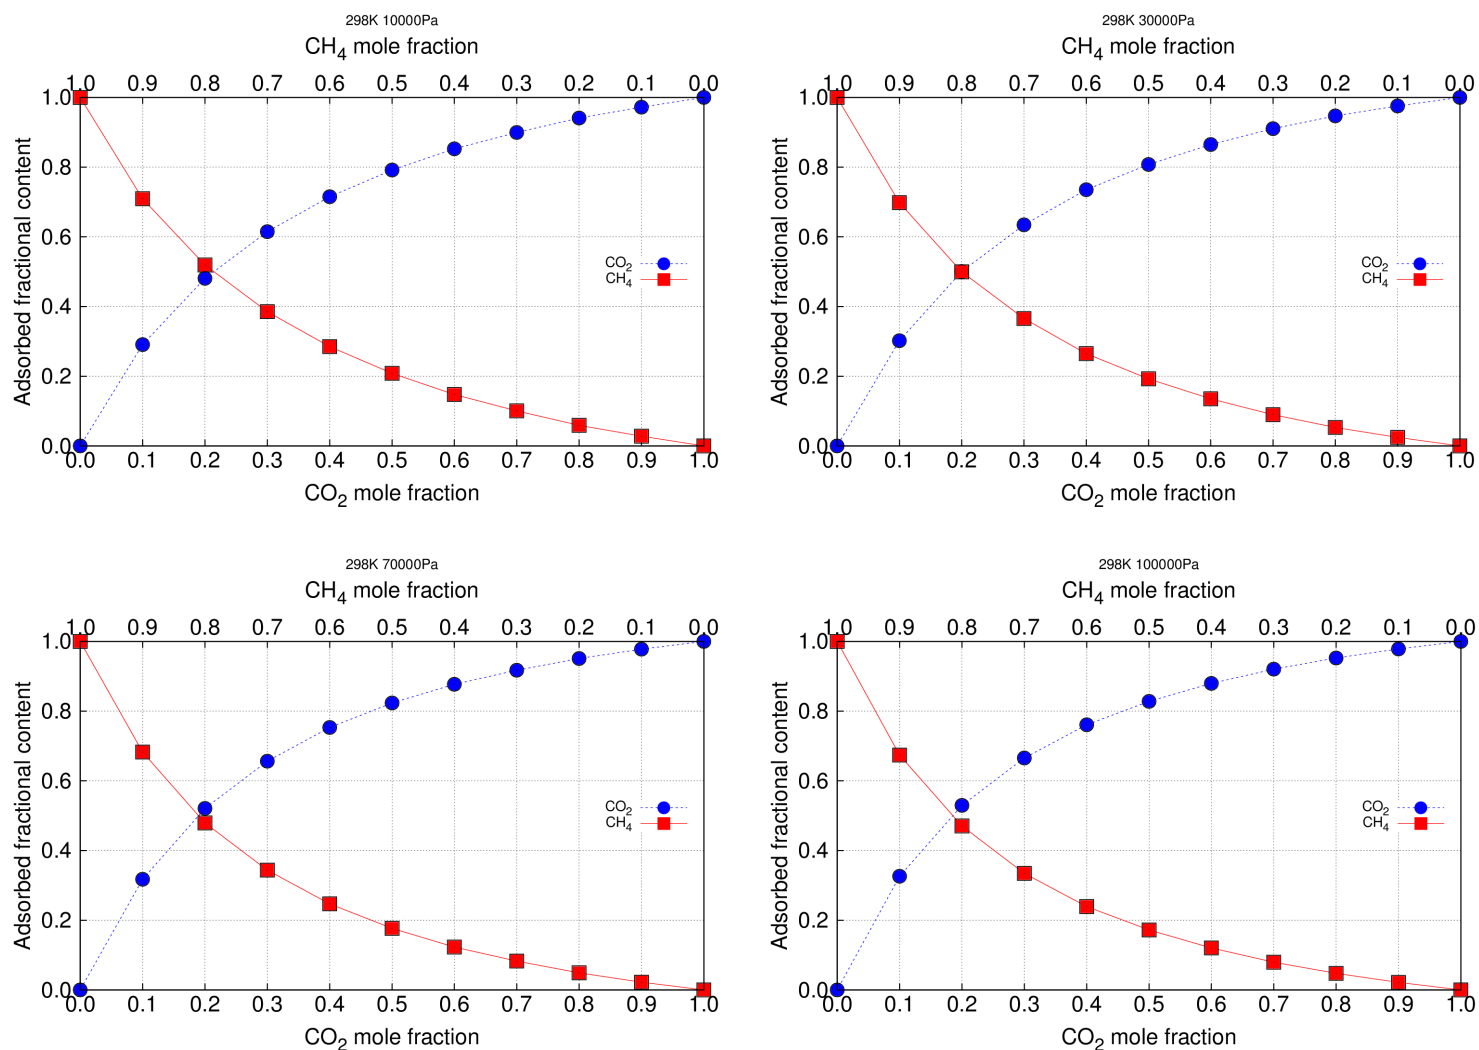 298K 10000Pa
CH4 mole fraction
1.0 0.9 0.8 0.7 0.6 0.5 0.4 0.3 0.2 0.1 0.0
Adsorbed fractional content
1.0
0.8
0.6
0.4
0.2
0.0
CO2
CH4
0.0 0.1 0.2 0.3 0.4 0.5 0.6 0.7 0.8 0.9 1.0
CO2 mole fraction
298K 30000Pa
CH4 mole fraction
1.0 0.9 0.8 0.7 0.6 0.5 0.4 0.3 0.2 0.1 0.0
Adsorbed fractional content
1.0
0.8
0.6
0.4
0.2
0.0
CO2
CH4
0.0 0.1 0.2 0.3 0.4 0.5 0.6 0.7 0.8 0.9 1.0
CO2 mole fraction
298K 70000Pa
CH4 mole fraction
1.0 0.9 0.8 0.7 0.6 0.5 0.4 0.3 0.2 0.1 0.0
Adsorbed fractional content
1.0
0.8
0.6
0.4
0.2
0.0
CO2
CH4
0.0 0.1 0.2 0.3 0.4 0.5 0.6 0.7 0.8 0.9 1.0
CO2 mole fraction
298K 100000Pa
CH4 mole fraction
1.0 0.9 0.8 0.7 0.6 0.5 0.4 0.3 0.2 0.1 0.0
Adsorbed fractional content
1.0
0.8
0.6
0.4
0.2
0.0
CO2
CH4
0.0 0.1 0.2 0.3 0.4 0.5 0.6 0.7 0.8 0.9 1.0
CO2 mole fraction